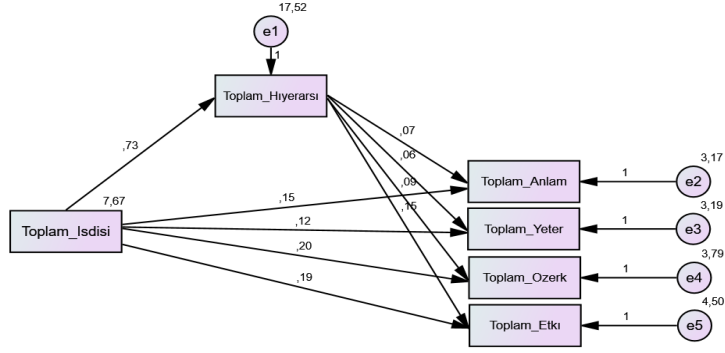 17,52
e1
1
Toplam_Hıyerarsı
,73
,07
,06
,09
,15
3,17
Toplam_Anlam
1
e2
7,67
,15
Toplam_Isdisi
,12
3,19
Toplam_Yeter
1
e3
,20
3,79
Toplam_Ozerk
1
e4
,19
4,50
Toplam_Etkı
1
e5